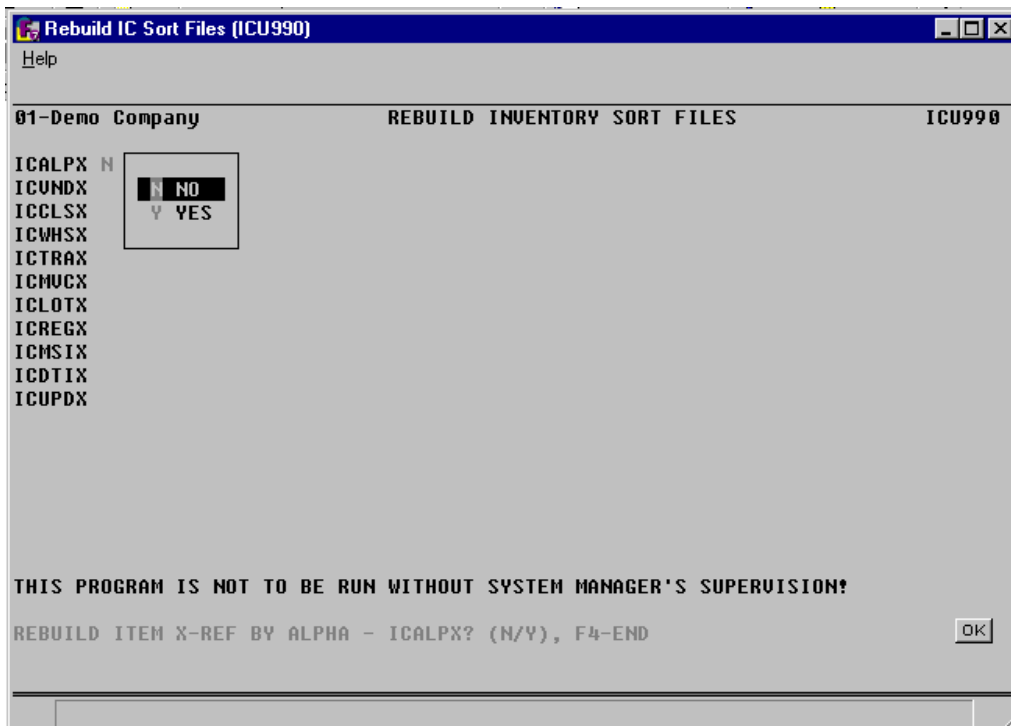 Rebuild IC Sort Files (ICU990)
Help
01-Demo Company REBUILD INVENTORY SORT FILES ICU990
ICALPX N
ICVNDX N NO
ICCLSX Y YES
ICWHSX
ICTRAX
ICMVCX
ICLOTX
ICREGX
ICMSIX
ICDTIX
ICUPDX
THIS PROGRAM IS NOT TO BE RUN WITHOUT SYSTEM MANAGER'S SUPERVISION!
REBUILD ITEM X-REF BY ALPHA - ICALPX? (N/Y), F4-END OK